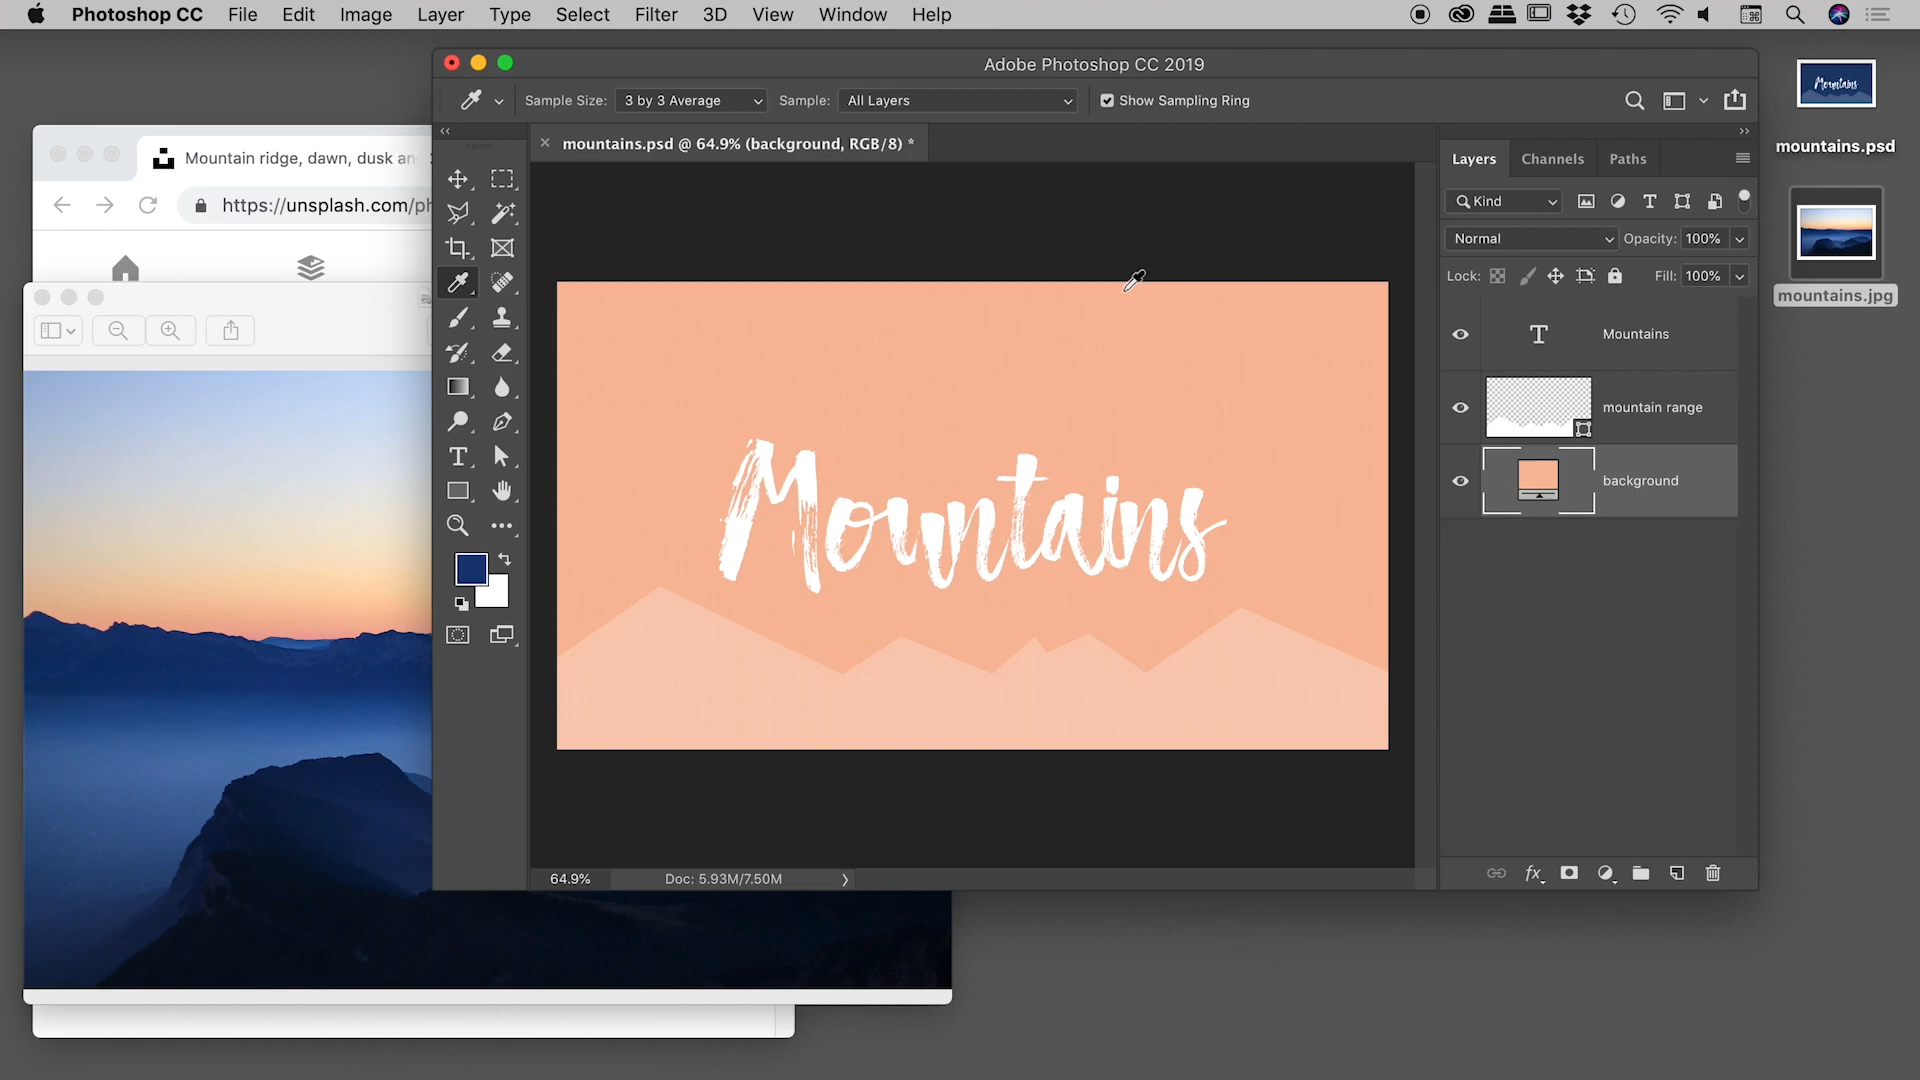 Photoshop CC File Edit Image Layer Type Select Filter 3D View Window Help
Adobe Photoshop CC 2019
Sample Size: 3 by 3 Average Sample: All Layers Show Sampling Ring
mountains.psd @ 64.9% (background, RGB/8) *
Mountain ridge, dawn, dusk an
https://unsplash.com/ph
Mountains
64.9% Doc: 5.93M/7.50M
Layers Channels Paths
Kind
Normal Opacity: 100%
Lock: Fill: 100%
Mountains
mountain range
background
Mountains
mountains.psd
mountains.jpg